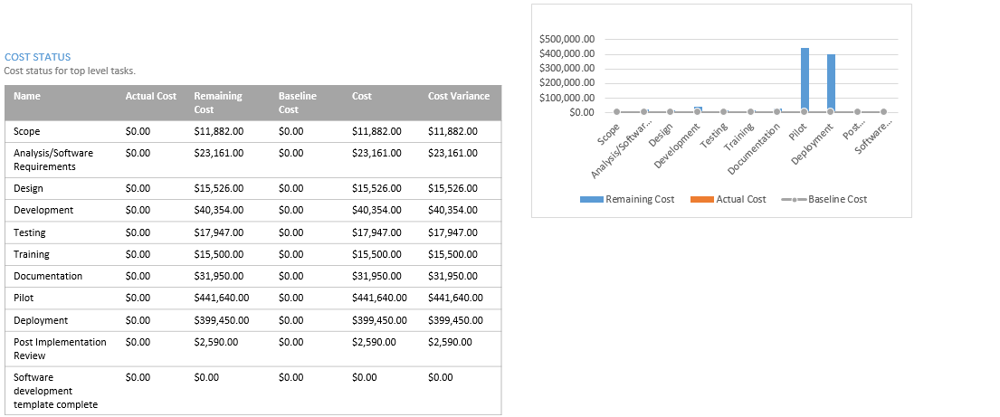 COST STATUS
Cost status for top level tasks.
Name Actual Cost Remaining Cost Baseline Cost Cost Cost Variance
Scope $0.00 $11,882.00 $0.00 $11,882.00 $11,882.00
Analysis/Software Requirements $0.00 $23,161.00 $0.00 $23,161.00 $23,161.00
Design $0.00 $15,526.00 $0.00 $15,526.00 $15,526.00
Development $0.00 $40,354.00 $0.00 $40,354.00 $40,354.00
Testing $0.00 $17,947.00 $0.00 $17,947.00 $17,947.00
Training $0.00 $15,500.00 $0.00 $15,500.00 $15,500.00
Documentation $0.00 $31,950.00 $0.00 $31,950.00 $31,950.00
Pilot $0.00 $441,640.00 $0.00 $441,640.00 $441,640.00
Deployment $0.00 $399,450.00 $0.00 $399,450.00 $399,450.00
Post Implementation Review $0.00 $2,590.00 $0.00 $2,590.00 $2,590.00
Software development template complete $0.00 $0.00 $0.00 $0.00 $0.00
$500,000.00
$400,000.00
$300,000.00
$200,000.00
$100,000.00
$0.00
Scope
Analysis/Softwar...
Design
Development
Testing
Training
Documentation
Pilot
Deployment
Post...
Software...
Remaining Cost Actual Cost Baseline Cost